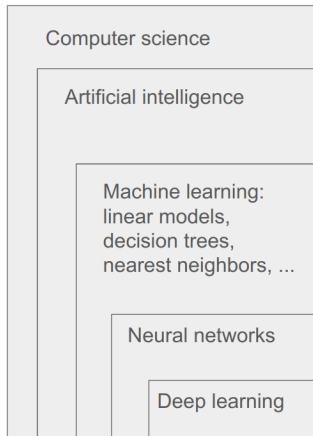 Computer science
Artificial intelligence
Machine learning:
linear models,
decision trees,
nearest neighbors, ...
Neural networks
Deep learning